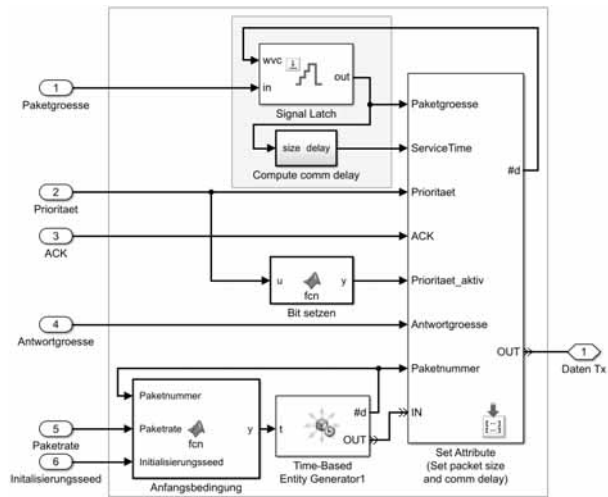 1
Paketgroesse
wvc
in
out
Signal Latch
size delay
Compute comm delay
2
Prioritaet
3
ACK
u
fcn
y
Bit setzen
4
Antwortgroesse
Paketnummer
5
Paketrate
6
Initalisierungsseed
Paketnummer
Paketrate
Initialisierungsseed
fcn
y
Anfangsbedingung
t
#d
OUT
Time-Based
Entity Generator1
Paketgroesse
ServiceTime
Prioritaet
ACK
Prioritaet_aktiv
Antwortgroesse
IN
#d
OUT
Set Attribute
(Set packet size
and comm delay)
1
Daten Tx